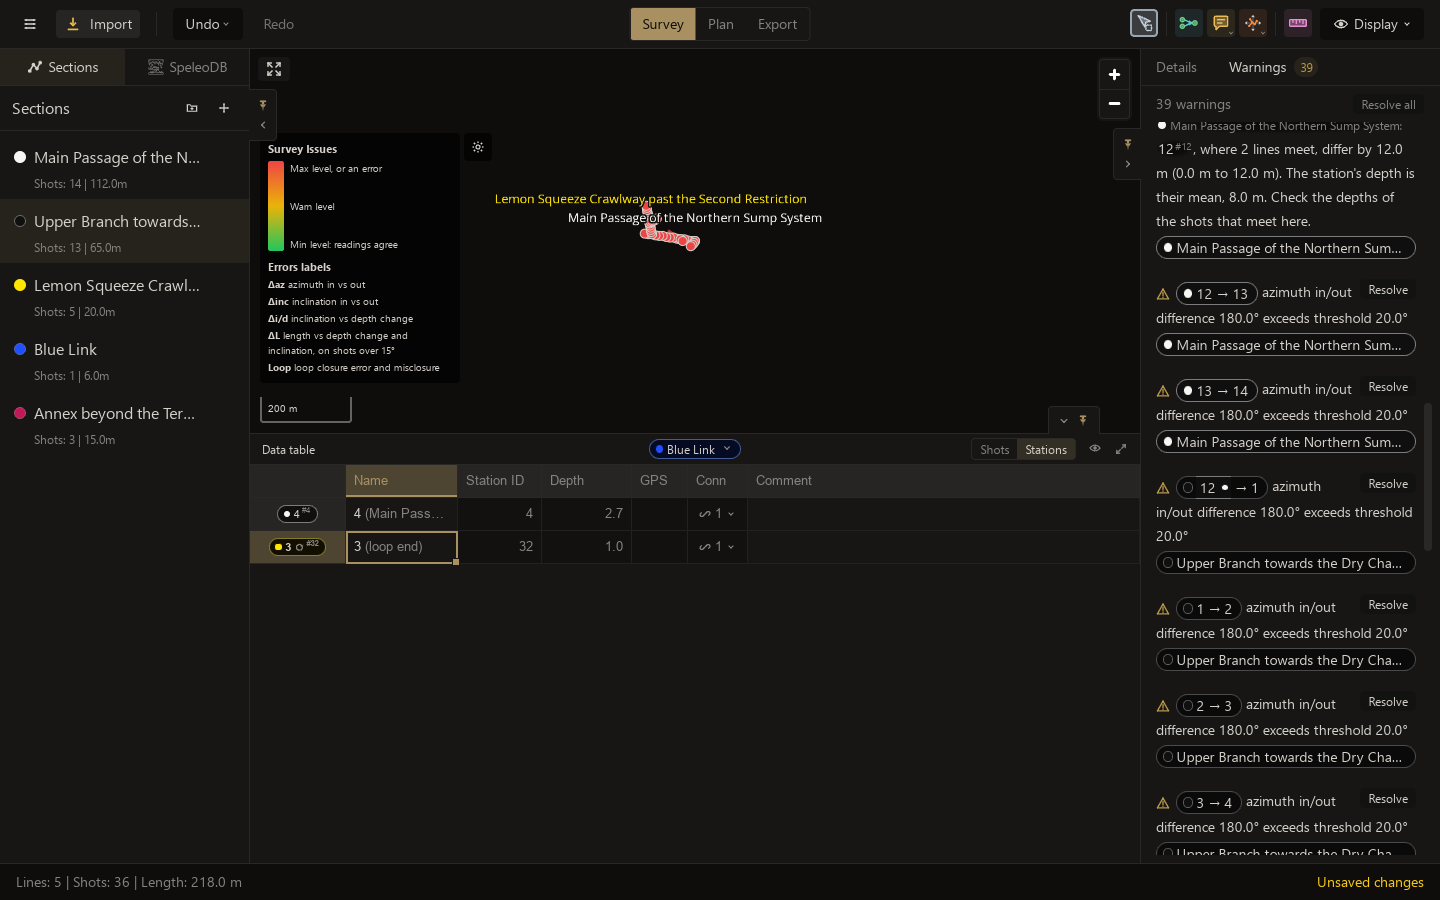 Import
Undo
Redo
Survey
Plan
Export
Display
Sections
SpeleoDB
Sections
Main Passage of the N...
Shots: 14 | 112.0m
Upper Branch towards...
Shots: 13 | 65.0m
Lemon Squeeze Crawl...
Shots: 5 | 20.0m
Blue Link
Shots: 1 | 6.0m
Annex beyond the Ter...
Shots: 3 | 15.0m
Survey Issues
Max level, or an error
Warn level
Min level: readings agree
Errors labels
Δaz azimuth in vs out
Δinc inclination in vs out
Δi/d inclination vs depth change
ΔL length vs depth change and
inclination, on shots over 15°
Loop loop closure error and misclosure
200 m
Lemon Squeeze Crawlway past the Second Restriction
Main Passage of the Northern Sump System
Data table
Blue Link
Shots
Stations
Name Station ID Depth GPS Conn Comment
4 #4 4 (Main Pass... 4 2.7 1
3 #32 3 (loop end) 32 1.0 1
Details
Warnings 39
39 warnings
Resolve all
Main Passage of the Northern Sump System:
12 #12, where 2 lines meet, differ by 12.0
m (0.0 m to 12.0 m). The station's depth is
their mean, 8.0 m. Check the depths of
the shots that meet here.
Main Passage of the Northern Sum...
12 → 13 azimuth in/out Resolve
difference 180.0° exceeds threshold 20.0°
Main Passage of the Northern Sum...
13 → 14 azimuth in/out Resolve
difference 180.0° exceeds threshold 20.0°
Main Passage of the Northern Sum...
12 → 1 azimuth Resolve
in/out difference 180.0° exceeds threshold
20.0°
Upper Branch towards the Dry Cha...
1 → 2 azimuth in/out Resolve
difference 180.0° exceeds threshold 20.0°
Upper Branch towards the Dry Cha...
2 → 3 azimuth in/out Resolve
difference 180.0° exceeds threshold 20.0°
Upper Branch towards the Dry Cha...
3 → 4 azimuth in/out Resolve
difference 180.0° exceeds threshold 20.0°
Upper Branch towards the Dry Cha...
Lines: 5 | Shots: 36 | Length: 218.0 m
Unsaved changes